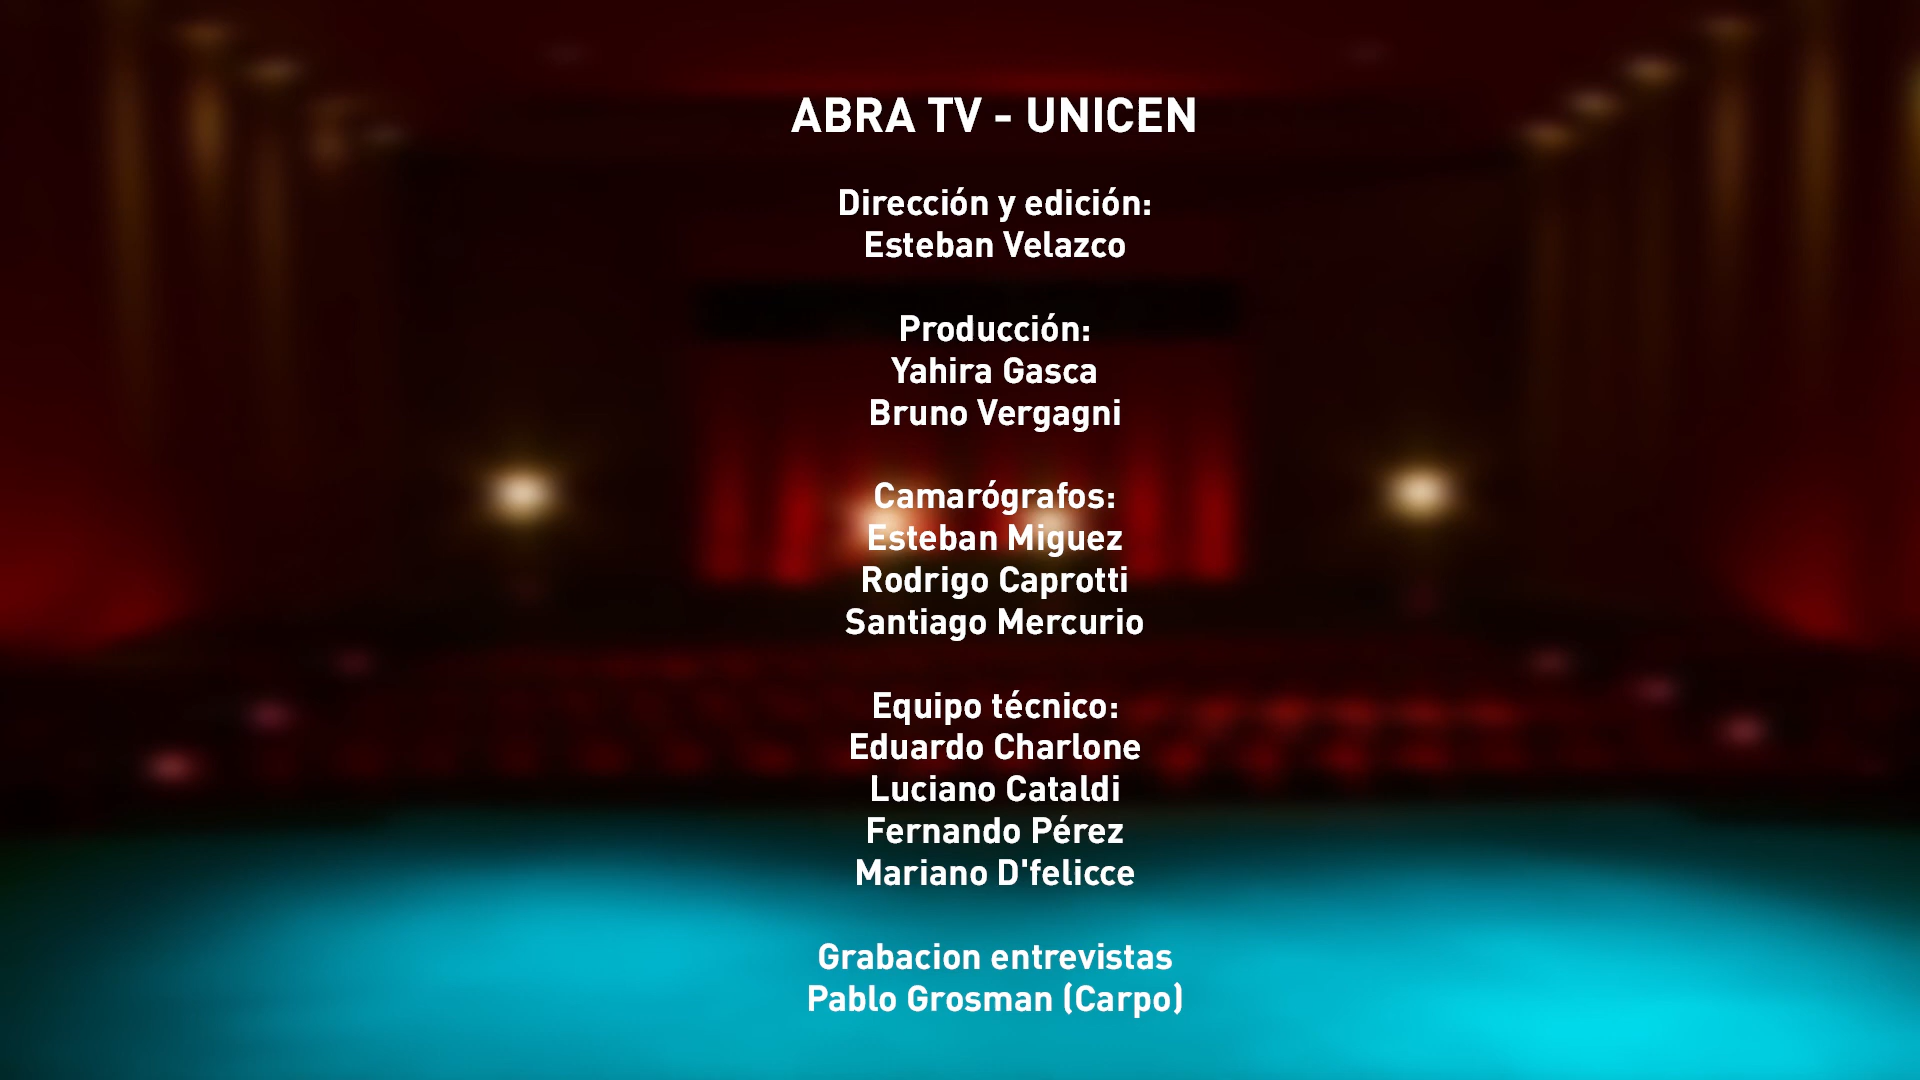 ABRA TV - UNICEN
Dirección y edición:
Esteban Velazco
Producción:
Yahira Gasca
Bruno Vergagni
Camarógrafos:
Esteban Miguez
Rodrigo Caprotti
Santiago Mercurio
Equipo técnico:
Eduardo Charlone
Luciano Cataldi
Fernando Pérez
Mariano D'felicce
Grabacion entrevistas
Pablo Grosman (Carpo)